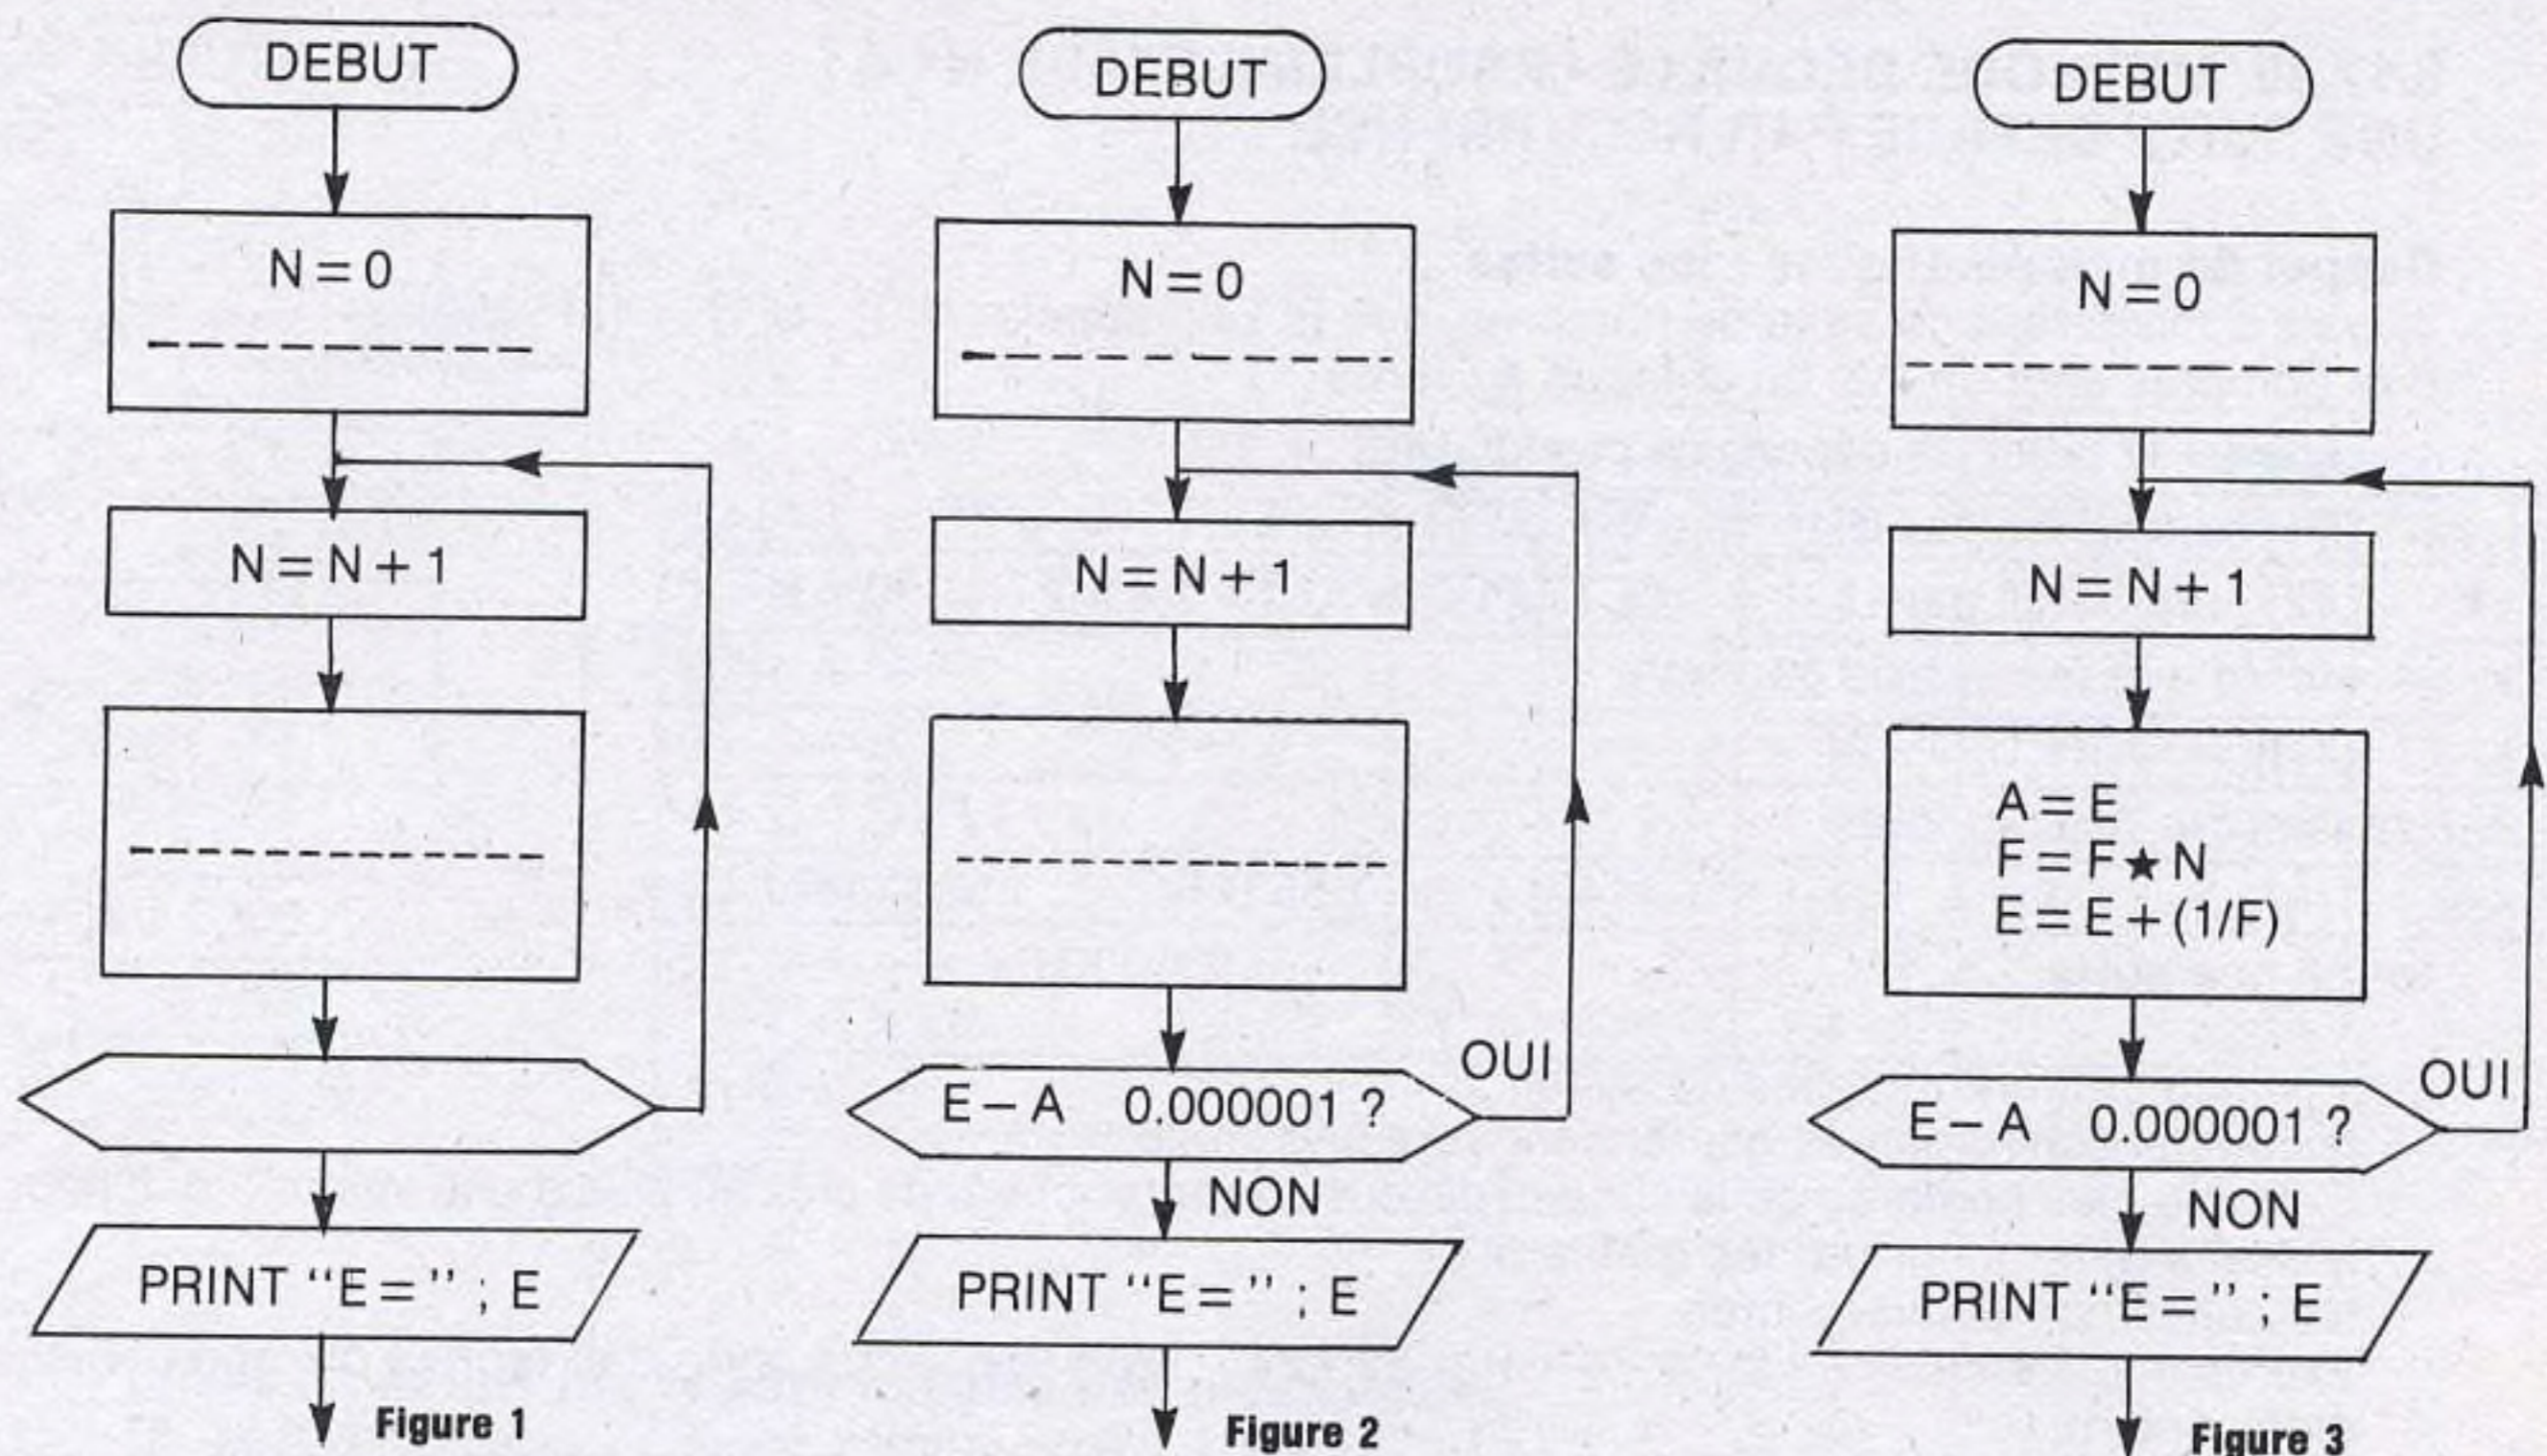 DEBUT
N = 0
N = N + 1
PRINT “E = ” ; E
Figure 1
DEBUT
N = 0
N = N + 1
E – A 0.000001 ?
OUI
NON
PRINT “E = ” ; E
Figure 2
DEBUT
N = 0
N = N + 1
A = E
F = F ★ N
E = E + (1/F)
E – A 0.000001 ?
OUI
NON
PRINT “E = ” ; E
Figure 3